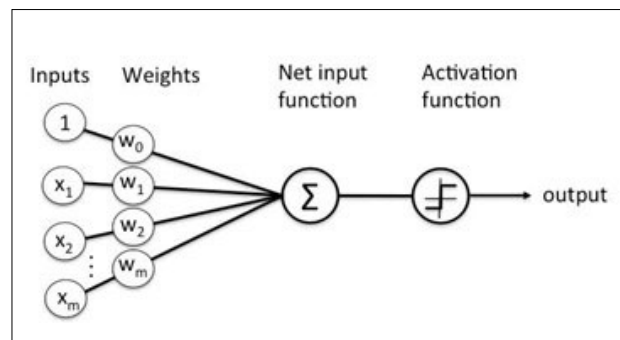 Inputs Weights Net input function Activation function
1
w₀
x₁ w₁
x₂ w₂
⋮
wₘ
xₘ
Σ
output